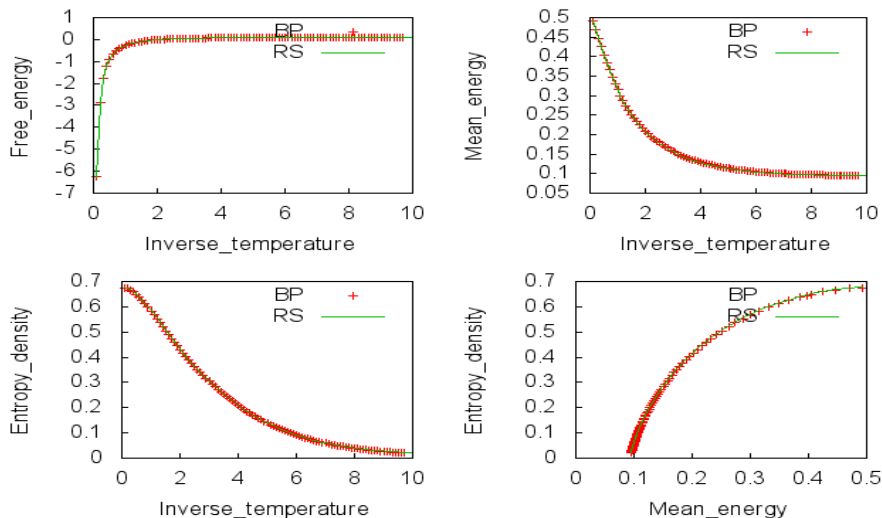 1
0
-1
-2
-3
-4
-5
-6
-7
Free_energy
BP
RS
0 2 4 6 8 10
Inverse_temperature
0.5
0.45
0.4
0.35
0.3
0.25
0.2
0.15
0.1
0.05
Mean_energy
BP
RS
0 2 4 6 8 10
Inverse_temperature
0.7
0.6
0.5
0.4
0.3
0.2
0.1
0
Entropy_density
BP
RS
0 2 4 6 8 10
Inverse_temperature
0.7
0.6
0.5
0.4
0.3
0.2
0.1
0
Entropy_density
BP
RS
0.1 0.2 0.3 0.4 0.5
Mean_energy